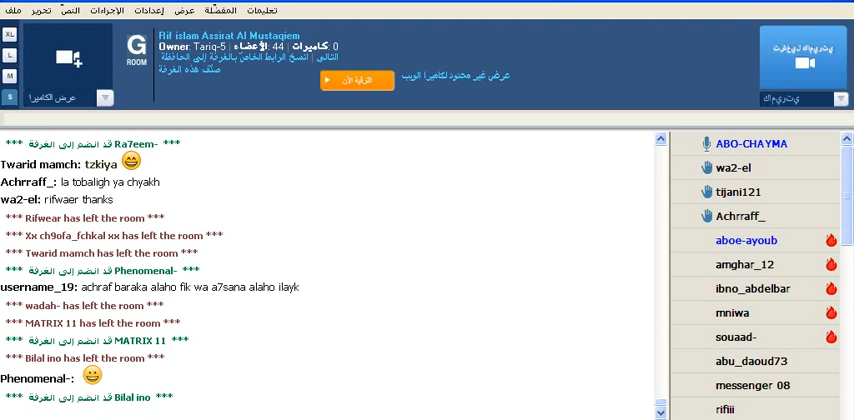 ملف تحرير النصّ الإجراءات إعدادات عرض المفضّلة تعليمات
XL
L
M
S
عرض الكاميرا
G
ROOM
Rif islam Assirat Al Mustaqiem
Owner: Tariq-5 | الأعضاء: 44 | كاميرات: 0
التالي | انسخ الرابط الخاصّ بالغرفة إلى الحافظة
صنّف هذه الغرفة
الترقية الآن
عرض غير محدود لكاميرا الويب
*** قد انضم إلى الغرفة Ra7eem- ***
Twarid mamch: tzkiya
Achrraff_: la tobaligh ya chyakh
wa2-el: rifwaer thanks
*** Rifwear has left the room ***
*** Xx ch9ofa_fchkal xx has left the room ***
*** Twarid mamch has left the room ***
*** قد انضم إلى الغرفة Phenomenal- ***
username_19: achraf baraka alaho fik wa a7sana alaho ilayk
*** wadah- has left the room ***
*** MATRIX 11 has left the room ***
*** قد انضم إلى الغرفة MATRIX 11 ***
*** Bilal ino has left the room ***
Phenomenal-:
*** قد انضم إلى الغرفة Bilal ino ***
ABO-CHAYMA
wa2-el
tijani121
Achrraff_
aboe-ayoub
amghar_12
ibno_abdelbar
mniwa
souaad-
abu_daoud73
messenger 08
rifiii